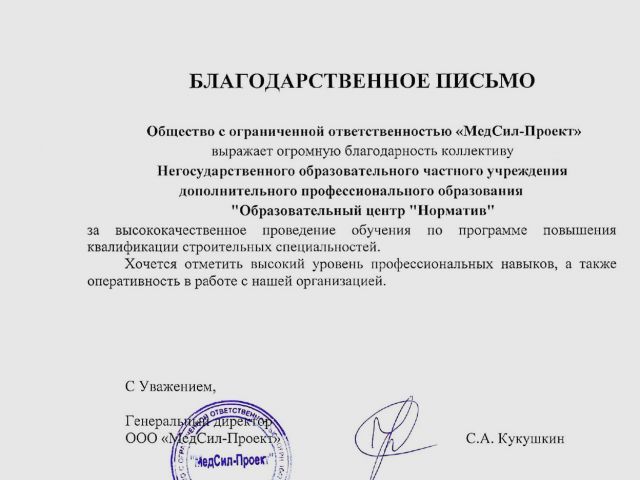 БЛАГОДАРСТВЕННОЕ ПИСЬМО
Общество с ограниченной ответственностью «МедСил-Проект»
выражает огромную благодарность коллективу
Негосударственного образовательного частного учреждения
дополнительного профессионального образования
"Образовательный центр "Норматив"
за высококачественное проведение обучения по программе повышения
квалификации строительных специальностей.
Хочется отметить высокий уровень профессиональных навыков, а также
оперативность в работе с нашей организацией.
С Уважением,
Генеральный директор
ООО «МедСил-Проект»
С.А. Кукушкин
С ОГРАНИЧЕННОЙ ОТВЕТСТВЕННОСТЬЮ
"МедСил-Проект"